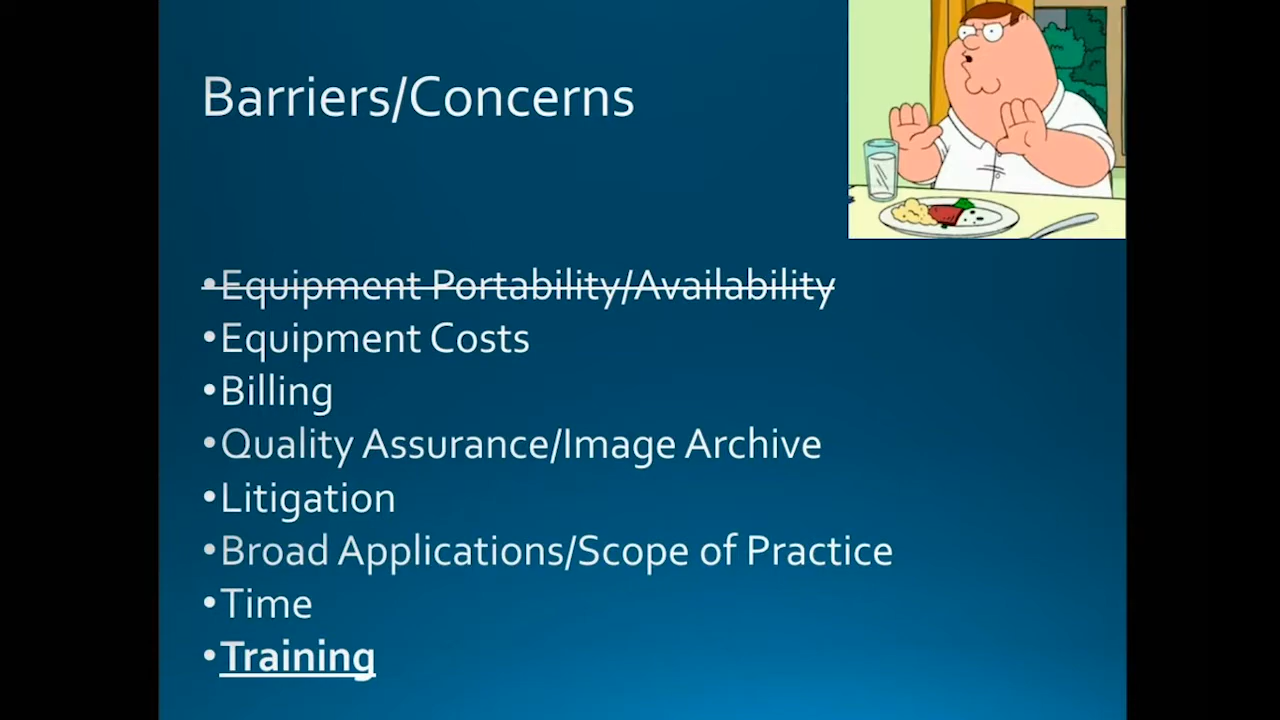 Barriers/Concerns
•Equipment Portability/Availability
•Equipment Costs
•Billing
•Quality Assurance/Image Archive
•Litigation
•Broad Applications/Scope of Practice
•Time
•Training